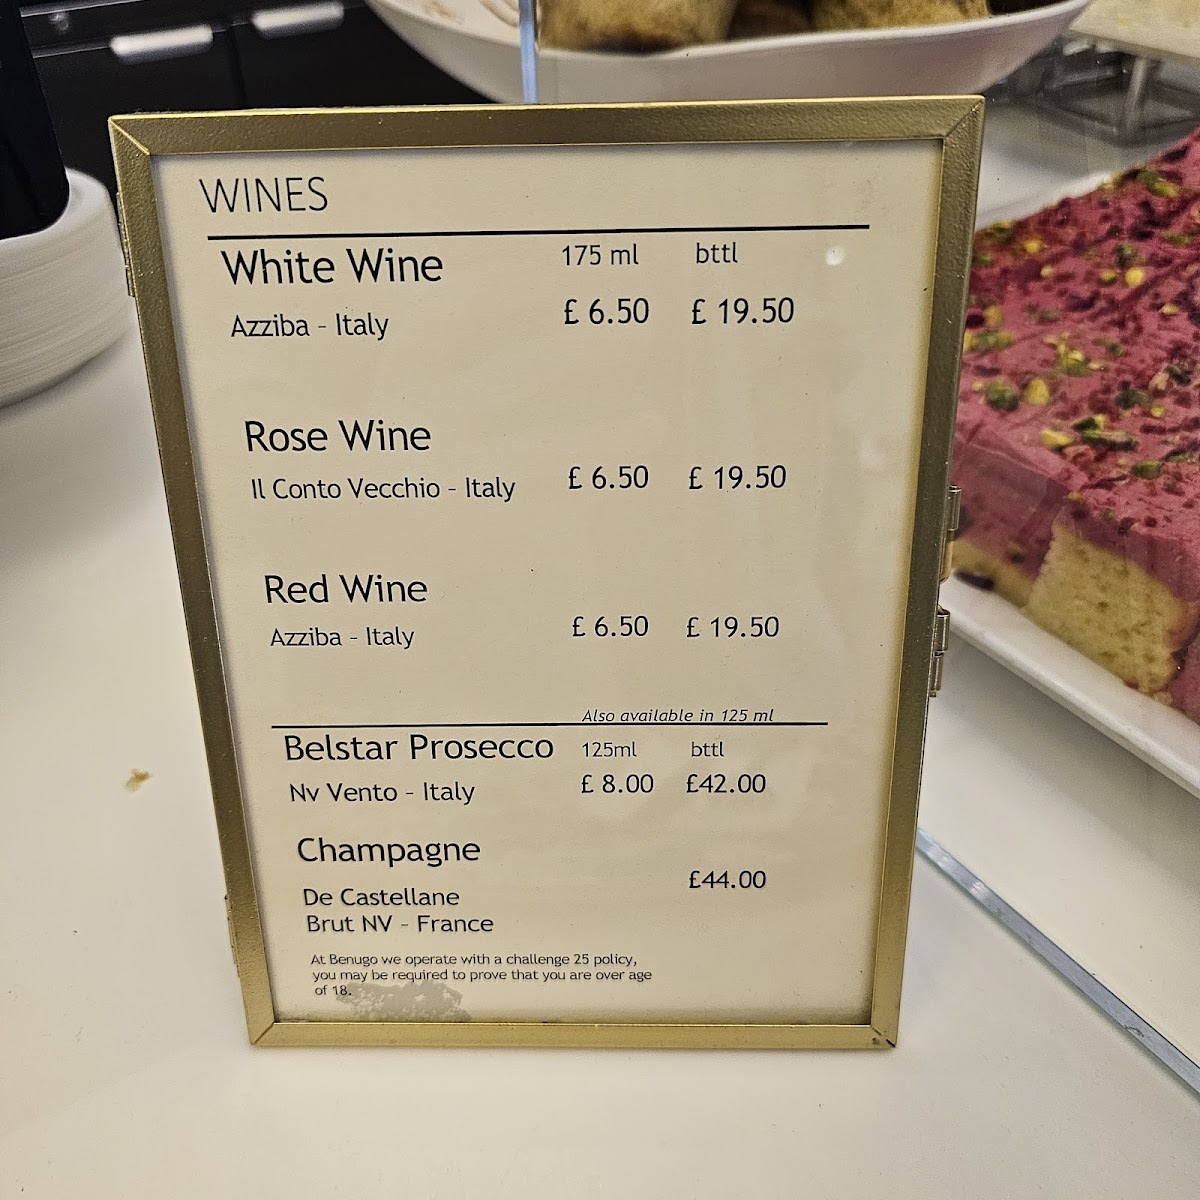 WINES
White Wine 175 ml bttl
Azziba - Italy £ 6.50 £ 19.50
Rose Wine
Il Conto Vecchio - Italy £ 6.50 £ 19.50
Red Wine
Azziba - Italy £ 6.50 £ 19.50
Also available in 125 ml
Belstar Prosecco 125ml bttl
Nv Vento - Italy £ 8.00 £42.00
Champagne
£44.00
De Castellane
Brut NV - France
At Benugo we operate with a challenge 25 policy,
you may be required to prove that you are over age
of 18.